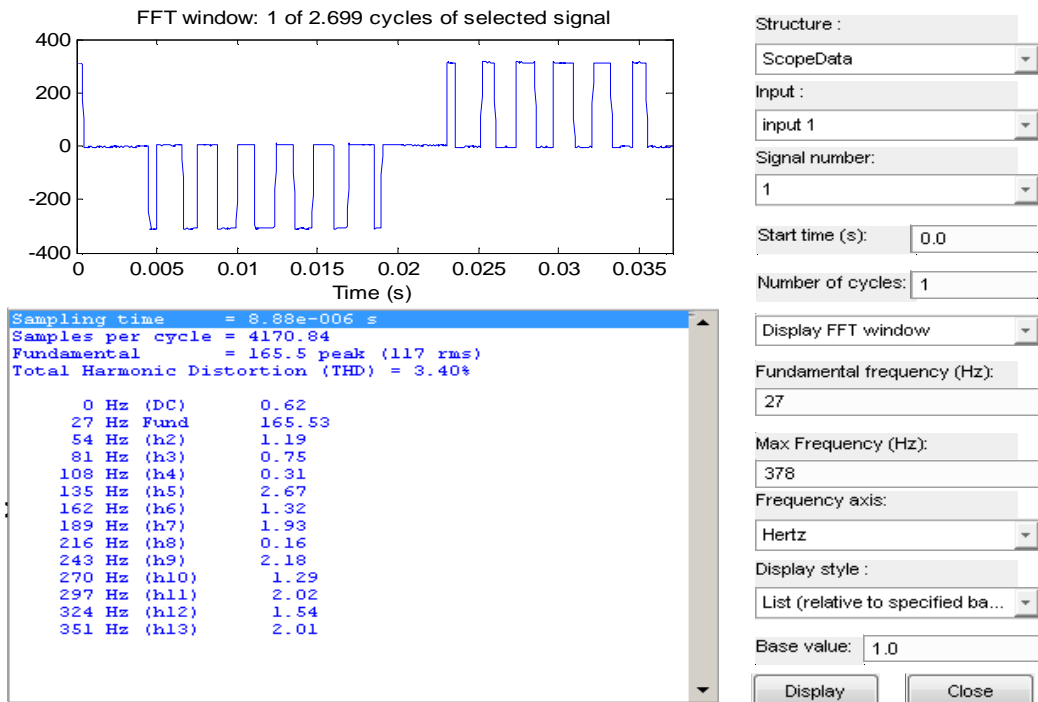 FFT window: 1 of 2.699 cycles of selected signal
400
200
0
-200
-400
0 0.005 0.01 0.015 0.02 0.025 0.03 0.035
Time (s)
Sampling time = 8.88e-006 s
Samples per cycle = 4170.84
Fundamental = 165.5 peak (117 rms)
Total Harmonic Distortion (THD) = 3.40%
0 Hz (DC) 0.62
27 Hz Fund 165.53
54 Hz (h2) 1.19
81 Hz (h3) 0.75
108 Hz (h4) 0.31
135 Hz (h5) 2.67
162 Hz (h6) 1.32
189 Hz (h7) 1.93
216 Hz (h8) 0.16
243 Hz (h9) 2.18
270 Hz (h10) 1.29
297 Hz (h11) 2.02
324 Hz (h12) 1.54
351 Hz (h13) 2.01
Structure :
ScopeData
Input :
input 1
Signal number:
1
Start time (s): 0.0
Number of cycles: 1
Display FFT window
Fundamental frequency (Hz):
27
Max Frequency (Hz):
378
Frequency axis:
Hertz
Display style :
List (relative to specified ba...
Base value: 1.0
Display Close